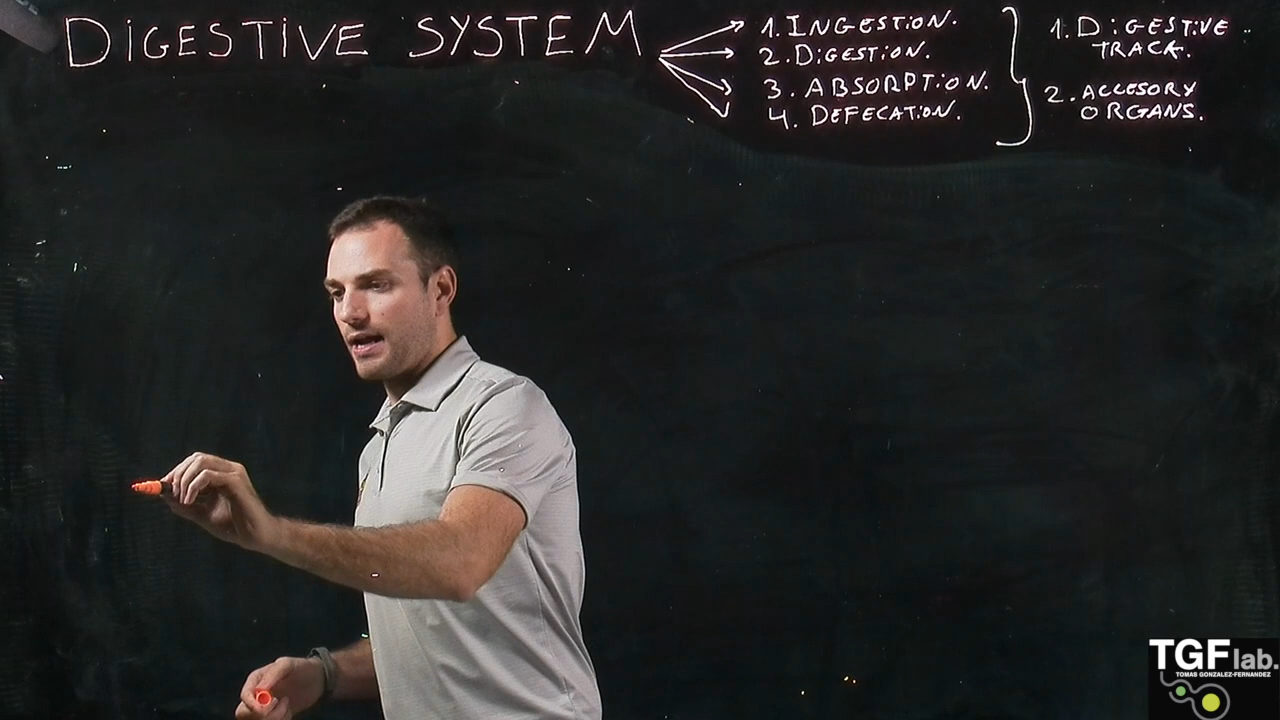 DiGESTiVE SYSTEM
1. INGESTiON.
2. DiGESTiON.
3. ABSORPTiON.
4. DEFECATiON.
1. DiGESTiVE
TRACK.
2. ACCESORY
ORGANS.
TGF lab.
TOMAS GONZALEZ-FERNANDEZ